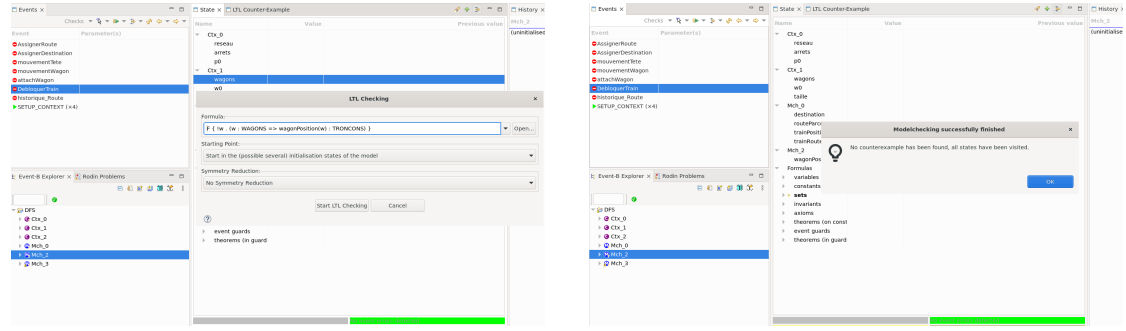 Events ×
State × LTL Counter-Example
History ×
Checks
Name Value Previous value
Mch_2
(uninitialised
Event Parameter(s)
AssignerRoute
AssignerDestination
mouvementTete
mouvementWagon
attachWagon
DebloquerTrain
historique_Route
SETUP_CONTEXT (×4)
Ctx_0
reseau
arrets
p0
Ctx_1
wagons
w0
LTL Checking ×
Formula:
F { !w . (w : WAGONS => wagonPosition(w) : TRONCONS) }
Open...
Starting Point:
Start in the (possible several) initialisation states of the model
Symmetry Reduction:
No Symmetry Reduction
Start LTL Checking Cancel
event guards
theorems (in guard
Event-B Explorer × Rodin Problems
DFS
Ctx_0
Ctx_1
Ctx_2
Mch_0
Mch_2
Mch_3
Events ×
State × LTL Counter-Example
History ×
Checks
Name Value Previous value
Mch_2
(uninitialise
Event Parameter(s)
AssignerRoute
AssignerDestination
mouvementTete
mouvementWagon
attachWagon
DebloquerTrain
historique_Route
SETUP_CONTEXT (×4)
Ctx_0
reseau
arrets
p0
Ctx_1
wagons
w0
taille
Mch_0
destination
routeParco
trainPositi
trainRoute
Mch_2
wagonPos
Formulas
variables
constants
sets
invariants
axioms
theorems (on const
event guards
theorems (in guard
Modelchecking successfully finished ×
No counterexample has been found, all states have been visited.
OK
Event-B Explorer × Rodin Problems
DFS
Ctx_0
Ctx_1
Ctx_2
Mch_0
Mch_2
Mch_3